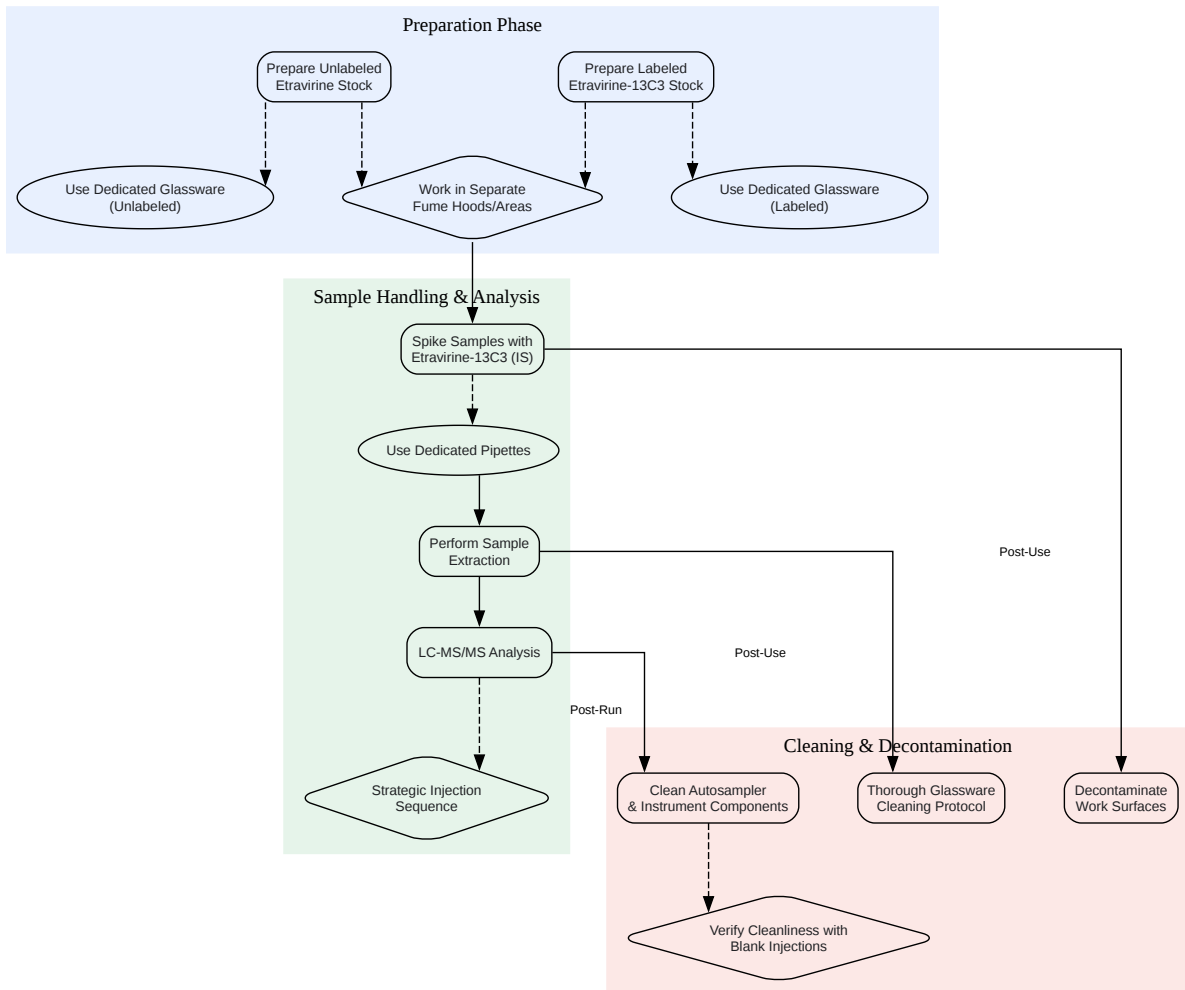 Preparation Phase
Prepare Unlabeled
Etravirine Stock
Prepare Labeled
Etravirine-13C3 Stock
Use Dedicated Glassware
(Unlabeled)
Work in Separate
Fume Hoods/Areas
Use Dedicated Glassware
(Labeled)
Sample Handling & Analysis
Spike Samples with
Etravirine-13C3 (IS)
Use Dedicated Pipettes
Perform Sample
Extraction
Post-Use
LC-MS/MS Analysis
Post-Use
Post-Run
Strategic Injection
Sequence
Cleaning & Decontamination
Clean Autosampler
& Instrument Components
Thorough Glassware
Cleaning Protocol
Decontaminate
Work Surfaces
Verify Cleanliness with
Blank Injections